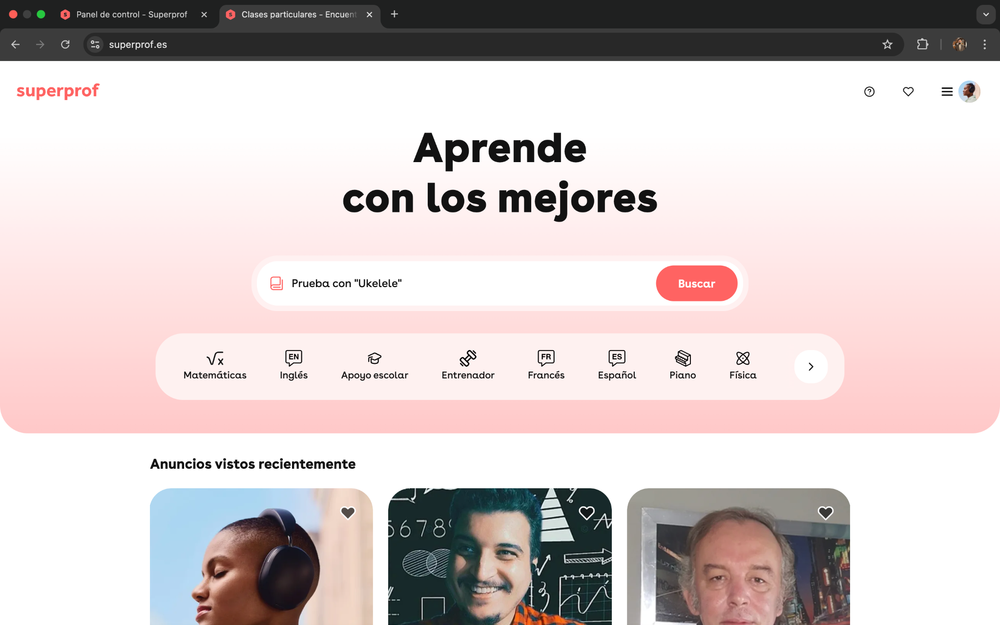 Panel de control - Superprof
Clases particulares - Encuent
superprof.es
superprof
Aprende
con los mejores
Prueba con "Ukelele"
Buscar
EN
FR
ES
Matemáticas
Inglés
Apoyo escolar
Entrenador
Francés
Español
Piano
Física
Anuncios vistos recientemente
5678
%